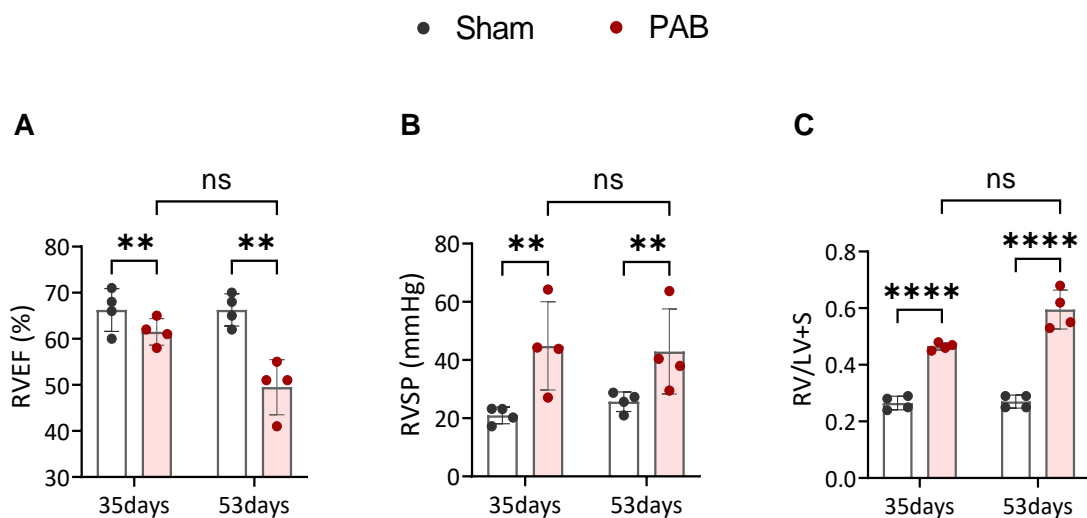 Sham PAB
A
ns
** **
RVEF (%)
80
70
60
50
40
30
35days 53days
B
ns
** **
RVSP (mmHg)
80
60
40
20
0
35days 53days
C
ns
****
****
RV/LV+S
0.8
0.6
0.4
0.2
0.0
35days 53days